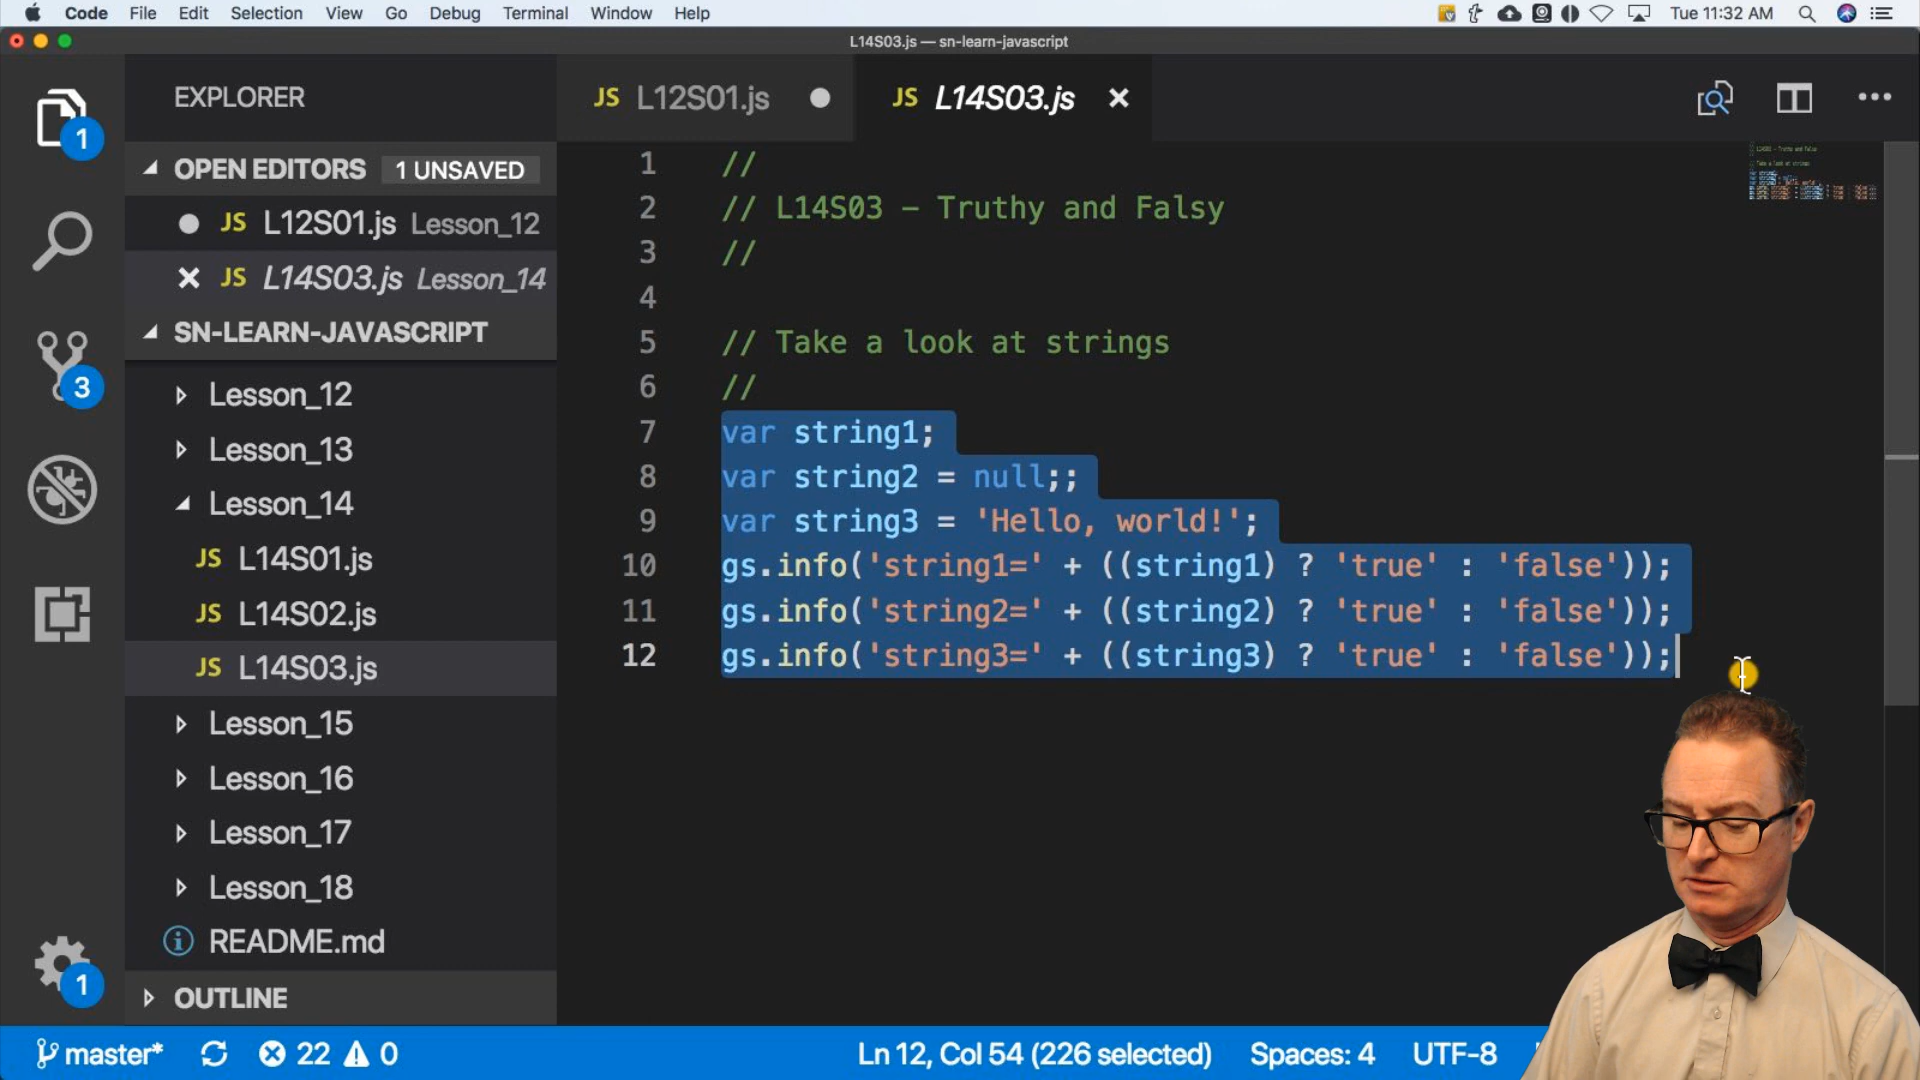 Code File Edit Selection View Go Debug Terminal Window Help Tue 11:32 AM
L14S03.js — sn-learn-javascript
EXPLORER
OPEN EDITORS 1 UNSAVED
JS L12S01.js Lesson_12
JS L14S03.js Lesson_14
SN-LEARN-JAVASCRIPT
Lesson_12
Lesson_13
Lesson_14
JS L14S01.js
JS L14S02.js
JS L14S03.js
Lesson_15
Lesson_16
Lesson_17
Lesson_18
README.md
OUTLINE
JS L12S01.js JS L14S03.js
1 //
2 // L14S03 - Truthy and Falsy
3 //
4
5 // Take a look at strings
6 //
7 var string1;
8 var string2 = null;;
9 var string3 = 'Hello, world!';
10 gs.info('string1=' + ((string1) ? 'true' : 'false'));
11 gs.info('string2=' + ((string2) ? 'true' : 'false'));
12 gs.info('string3=' + ((string3) ? 'true' : 'false'));
1
3
1
master* 22 0 Ln 12, Col 54 (226 selected) Spaces: 4 UTF-8